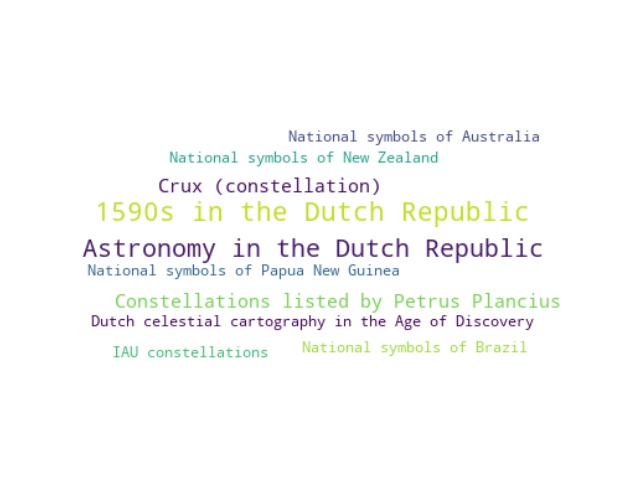 National symbols of Australia
National symbols of New Zealand
Crux (constellation)
1590s in the Dutch Republic
Astronomy in the Dutch Republic
National symbols of Papua New Guinea
Constellations listed by Petrus Plancius
Dutch celestial cartography in the Age of Discovery
National symbols of Brazil
IAU constellations